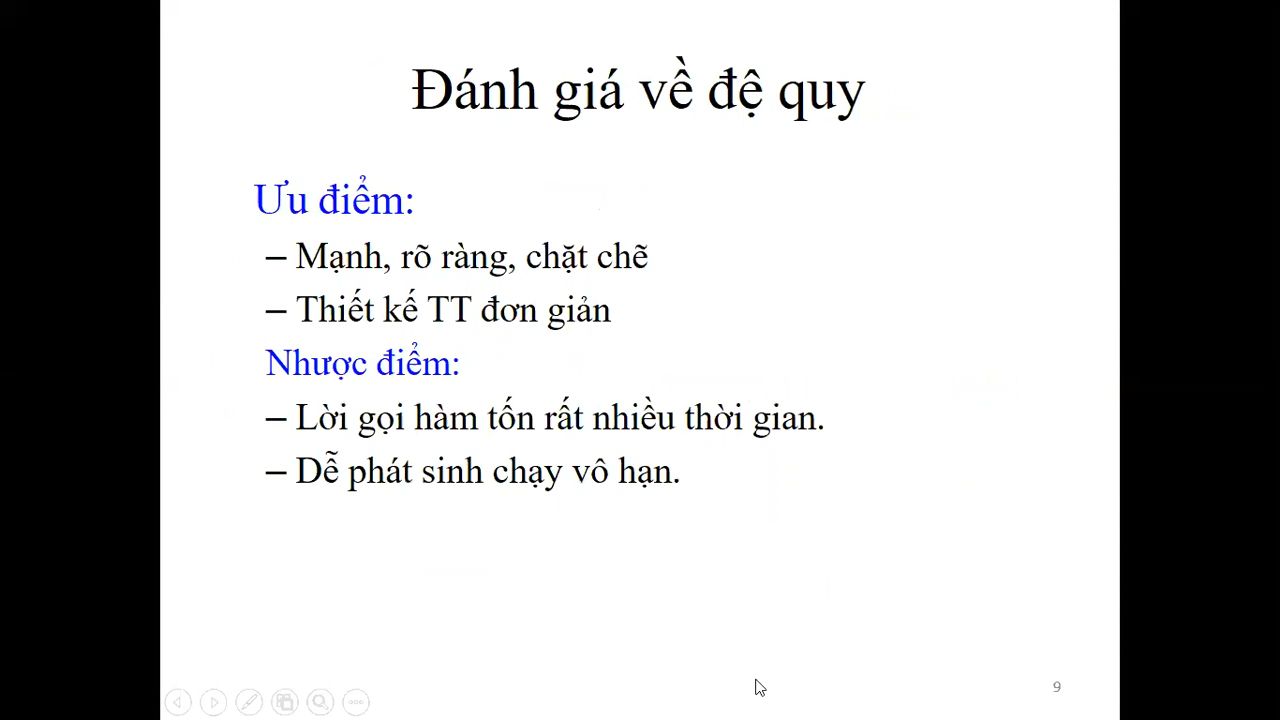 Đánh giá về đệ quy
Ưu điểm:
– Mạnh, rõ ràng, chặt chẽ
– Thiết kế TT đơn giản
Nhược điểm:
– Lời gọi hàm tốn rất nhiều thời gian.
– Dễ phát sinh chạy vô hạn.
9